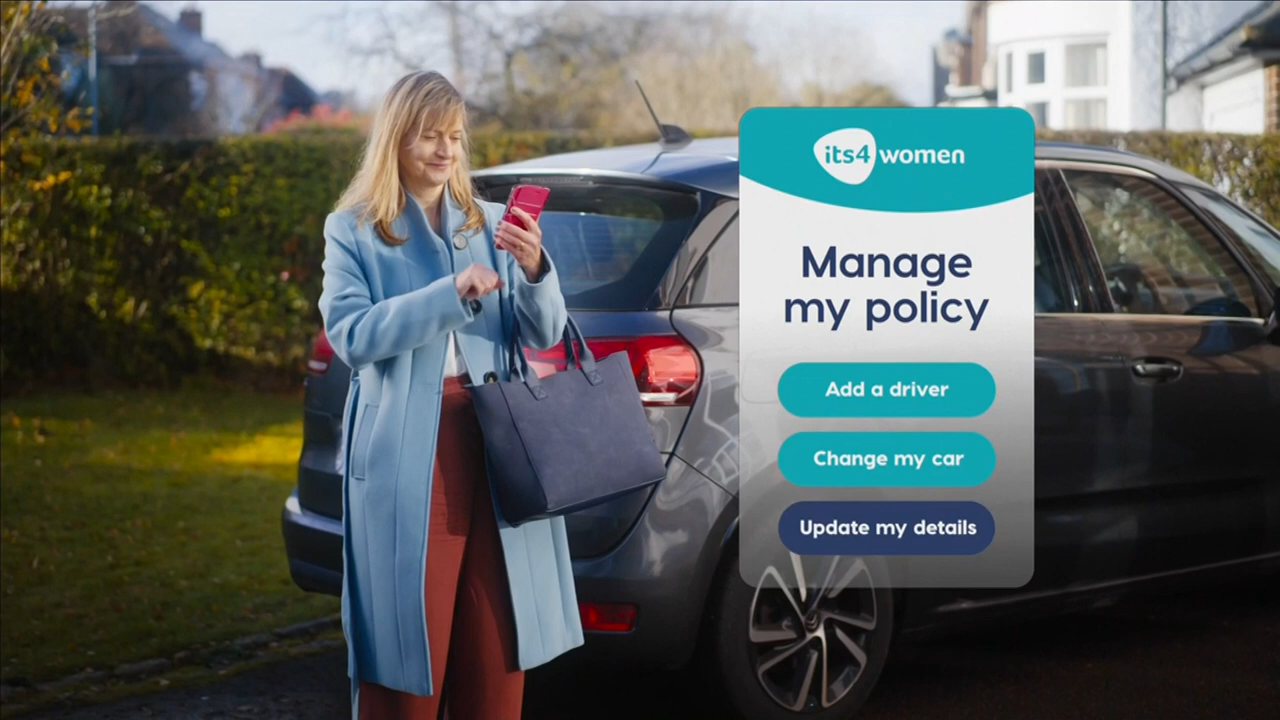 its4women
Manage
my policy
Add a driver
Change my car
Update my details